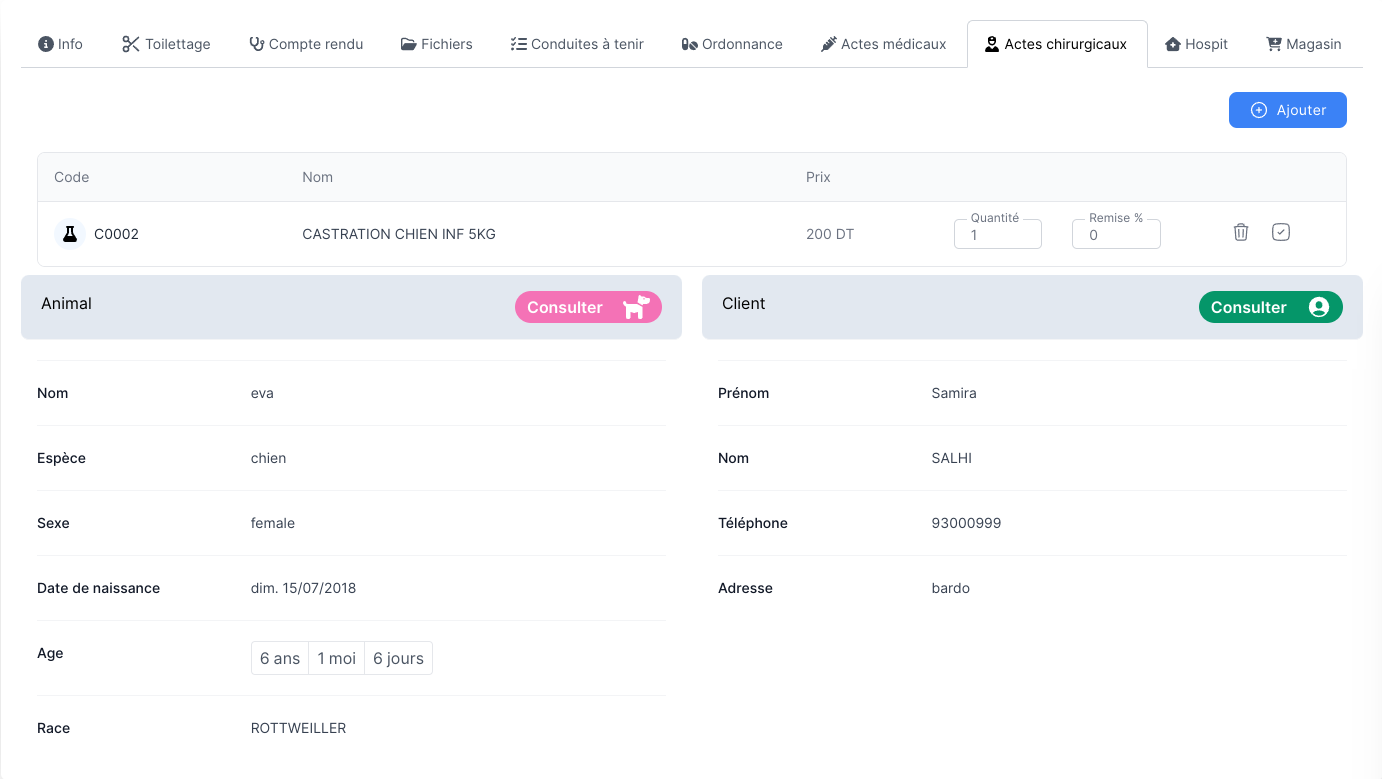 Info Toilettage Compte rendu Fichiers Conduites à tenir Ordonnance Actes médicaux Actes chirurgicaux Hospit Magasin
Ajouter
Code Nom Prix
C0002 CASTRATION CHIEN INF 5KG 200 DT Quantité 1 Remise % 0
Animal Consulter
Nom eva
Espèce chien
Sexe female
Date de naissance dim. 15/07/2018
Age 6 ans 1 moi 6 jours
Race ROTTWEILLER
Client Consulter
Prénom Samira
Nom SALHI
Téléphone 93000999
Adresse bardo